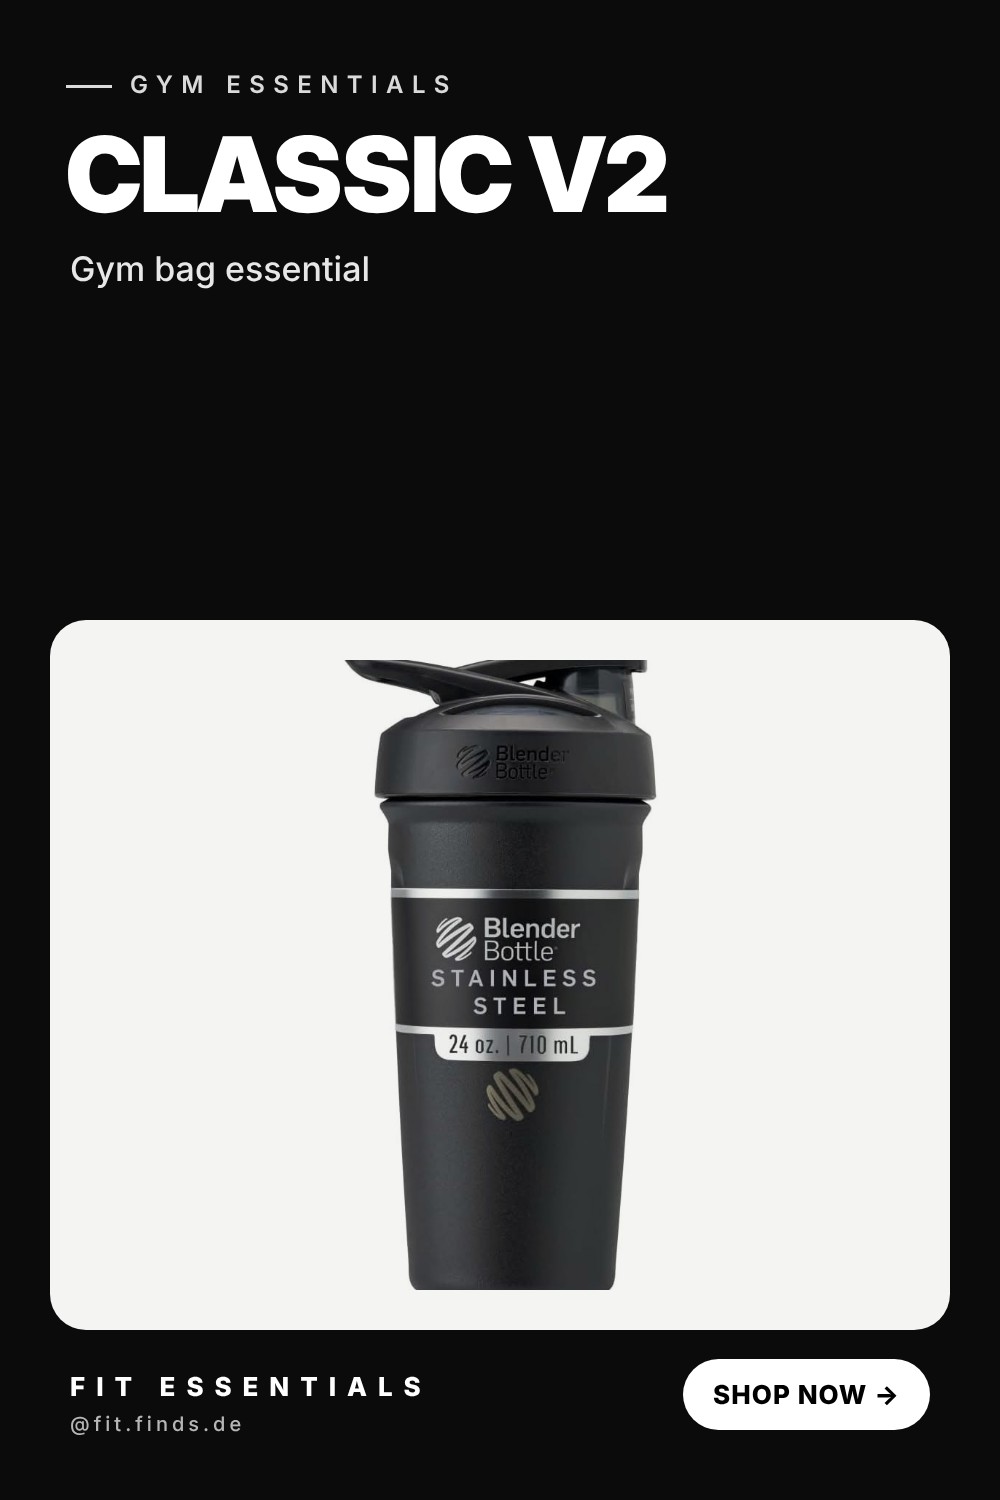 GYM ESSENTIALS
CLASSIC V2
Gym bag essential
Blender
Bottle
Blender
Bottle
STAINLESS
STEEL
24 oz. | 710 mL
FIT ESSENTIALS
SHOP NOW →
@fit.finds.de